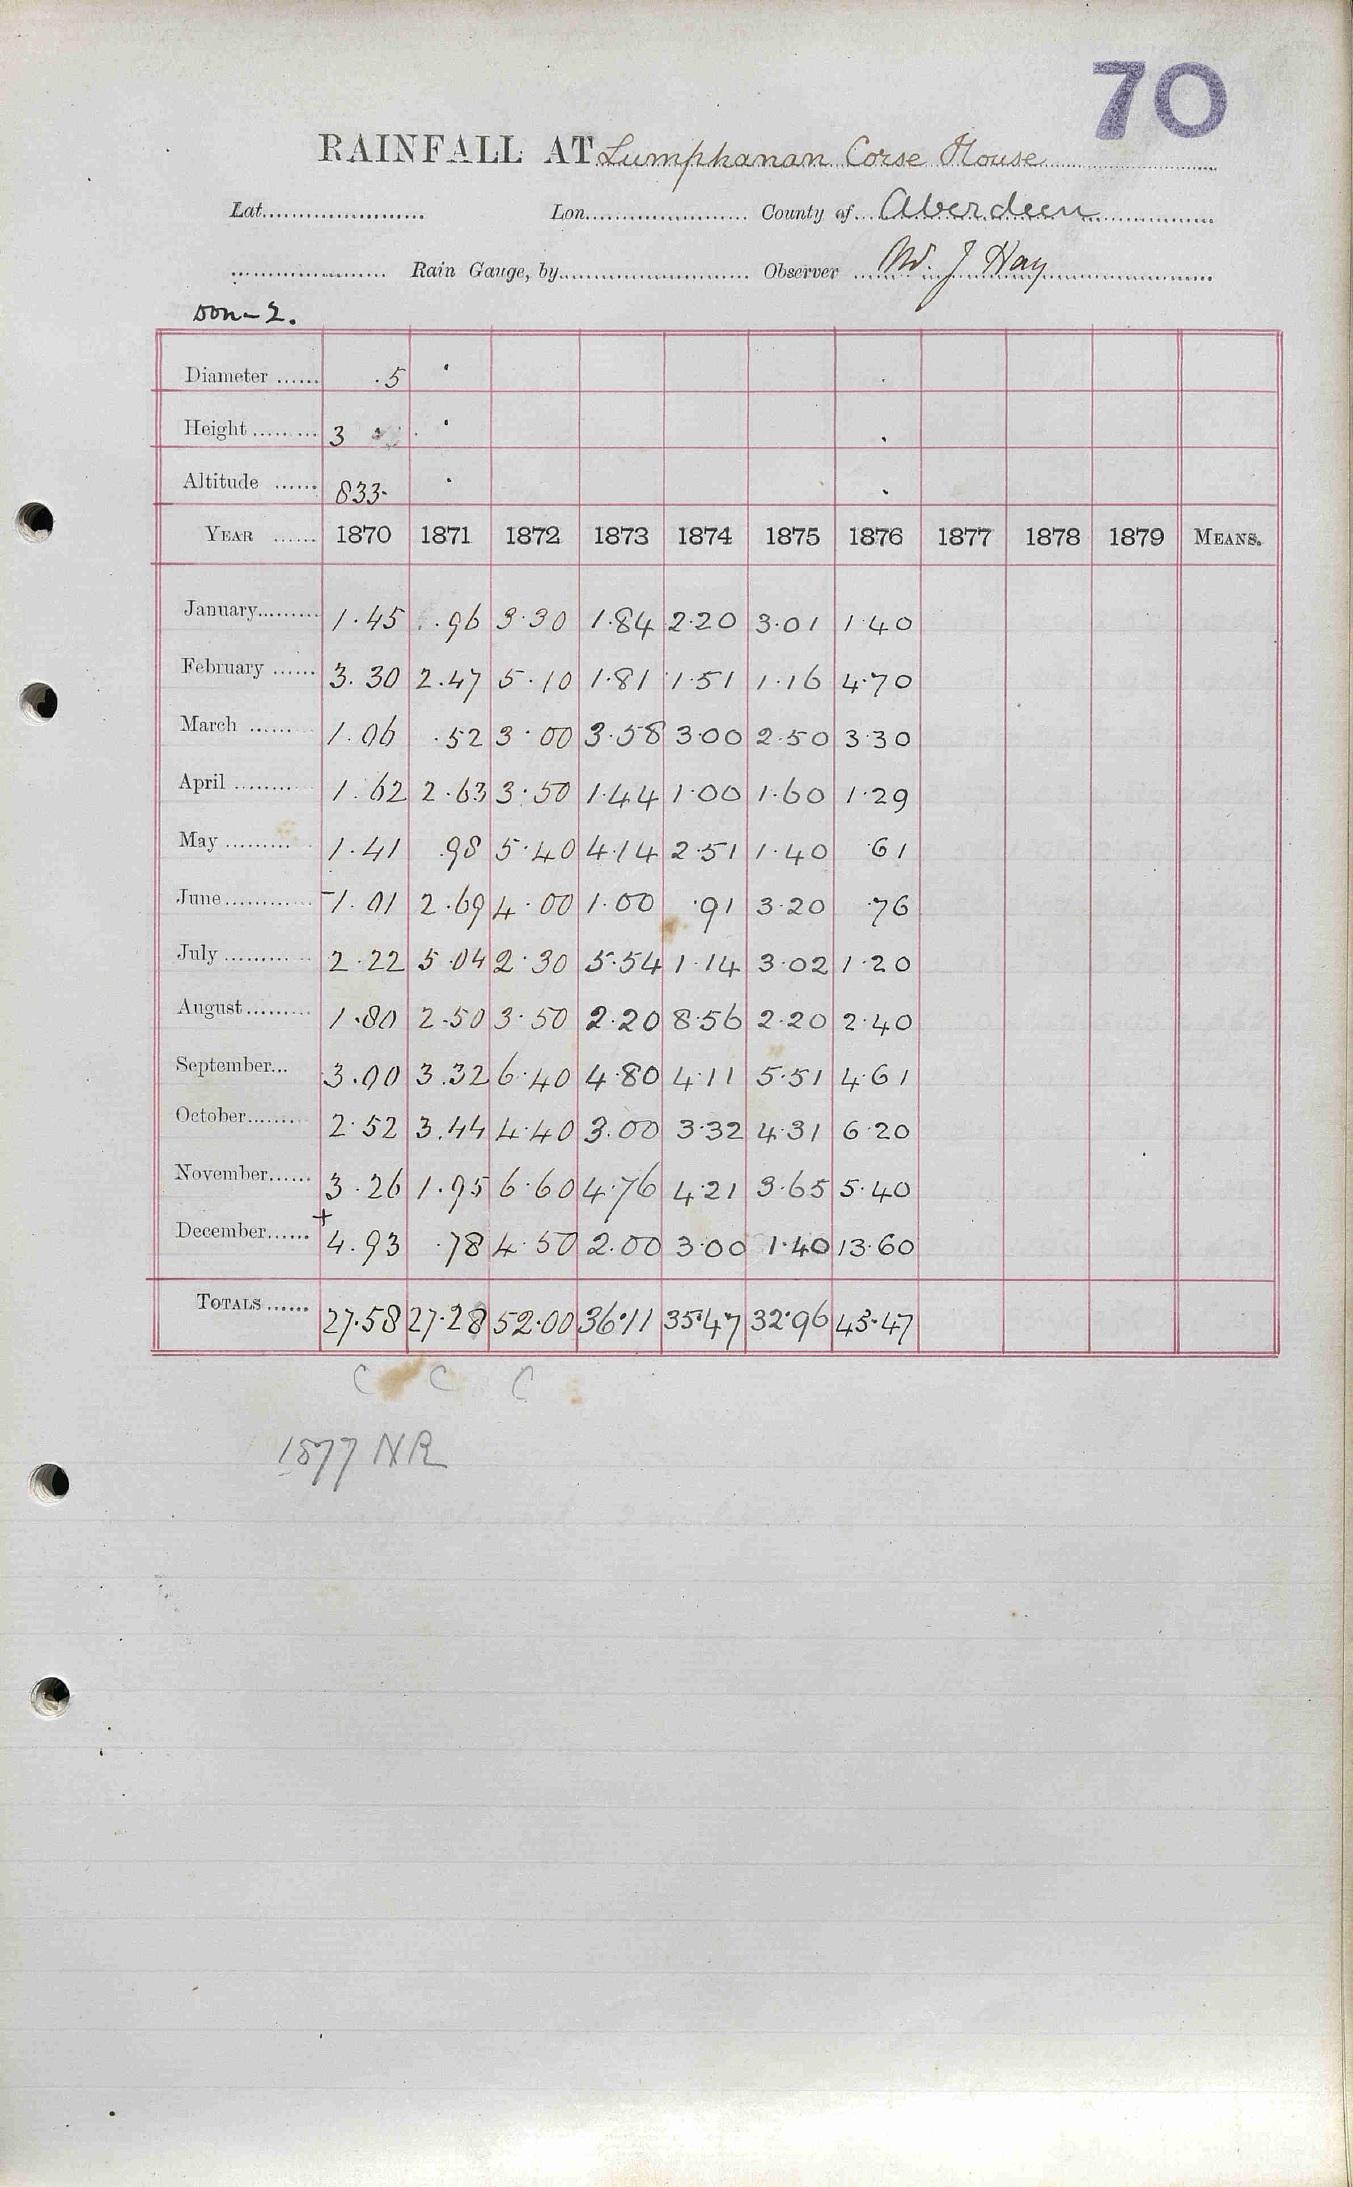 70
RAINFALL AT Lumphanan Corse House
Lat. Lon. County of Aberdeen
Rain Gauge, by Observer J Hay
Don-2.
Diameter .5
Height 3
Altitude 833.
YEAR 1870 1871 1872 1873 1874 1875 1876 1877 1878 1879 MEANS.
January 1.45 .96 3.30 1.84 2.20 3.01 1.40
February 3.30 2.47 5.10 1.81 1.51 1.16 4.70
March 1.06 .52 3.00 3.58 3.00 2.50 3.30
April 1.62 2.63 3.50 1.44 1.00 1.60 1.29
May 1.41 .98 5.40 4.14 2.51 1.40 .61
June -1.01 2.69 4.00 1.00 .91 3.20 .76
July 2.22 5.04 2.30 5.54 1.14 3.02 1.20
August 1.80 2.50 3.50 2.20 8.56 2.20 2.40
September 3.00 3.32 6.40 4.80 4.11 5.51 4.61
October 2.52 3.44 4.40 3.00 3.32 4.31 6.20
November 3.26 1.95 6.60 4.76 4.21 3.65 5.40
December +4.93 .78 4.50 2.00 3.00 1.40 13.60
TOTALS 27.58 27.28 52.00 36.11 35.47 32.96 45.47
C C C
1877 NR